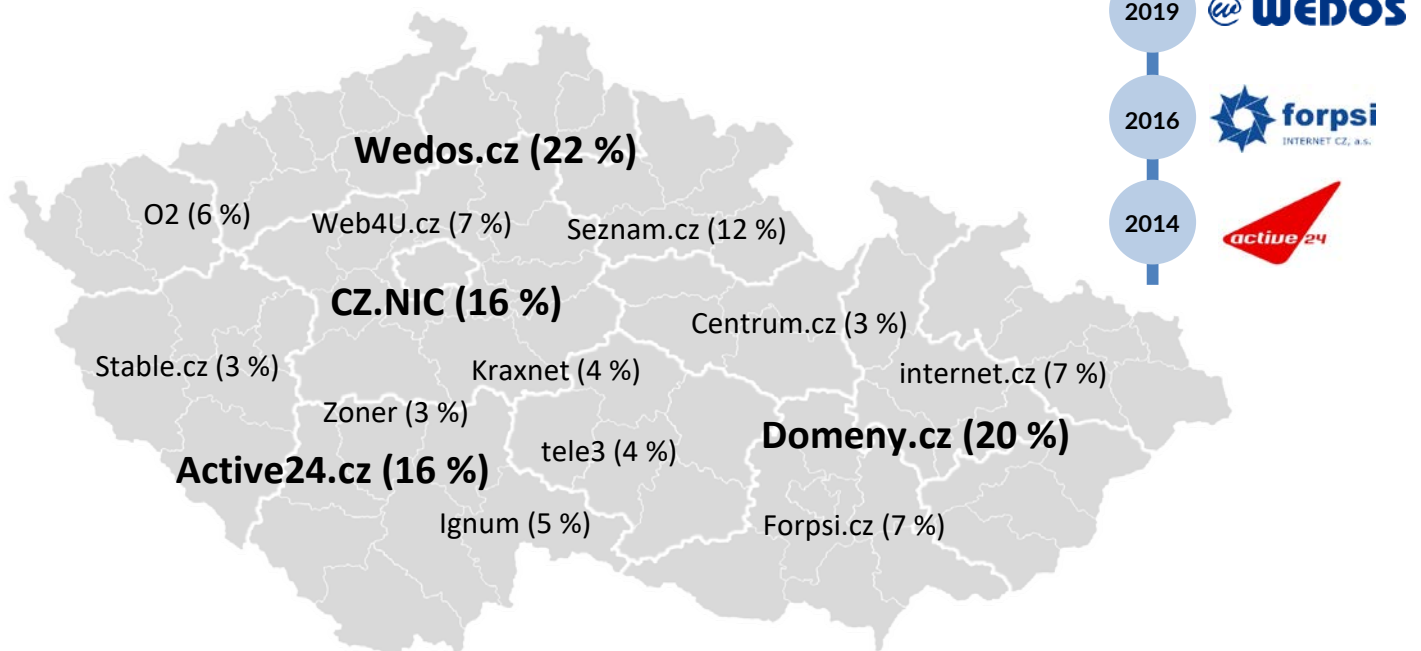 2019
WEDOS
2016
forpsi
INTERNET CZ, a.s.
2014
active 24
Wedos.cz (22 %)
O2 (6 %)
Web4U.cz (7 %)
Seznam.cz (12 %)
CZ.NIC (16 %)
Centrum.cz (3 %)
Stable.cz (3 %)
Kraxnet (4 %)
internet.cz (7 %)
Zoner (3 %)
Domeny.cz (20 %)
tele3 (4 %)
Active24.cz (16 %)
Ignum (5 %)
Forpsi.cz (7 %)